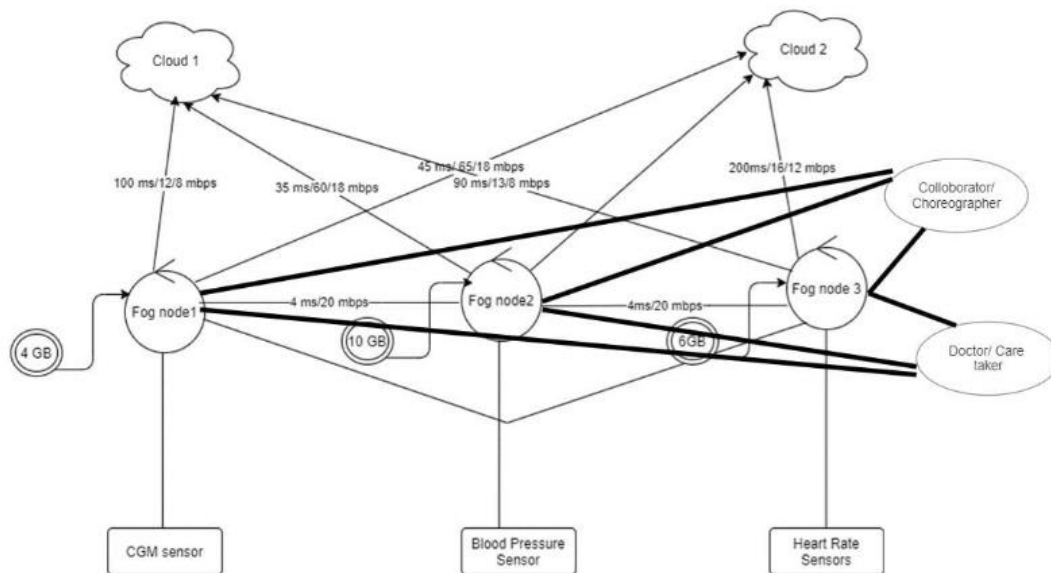 Cloud 1
Cloud 2
45 ms/ 65/18 mbps
200ms/16/12 mbps
100 ms/12/8 mbps
35 ms/60/18 mbps
90 ms/13/8 mbps
Colloborator/
Choreographer
Fog node1
Fog node2
Fog node 3
4 ms/20 mbps
4ms/20 mbps
4 GB
10 GB
6GB
Doctor/ Care
taker
CGM sensor
Blood Pressure
Sensor
Heart Rate
Sensors